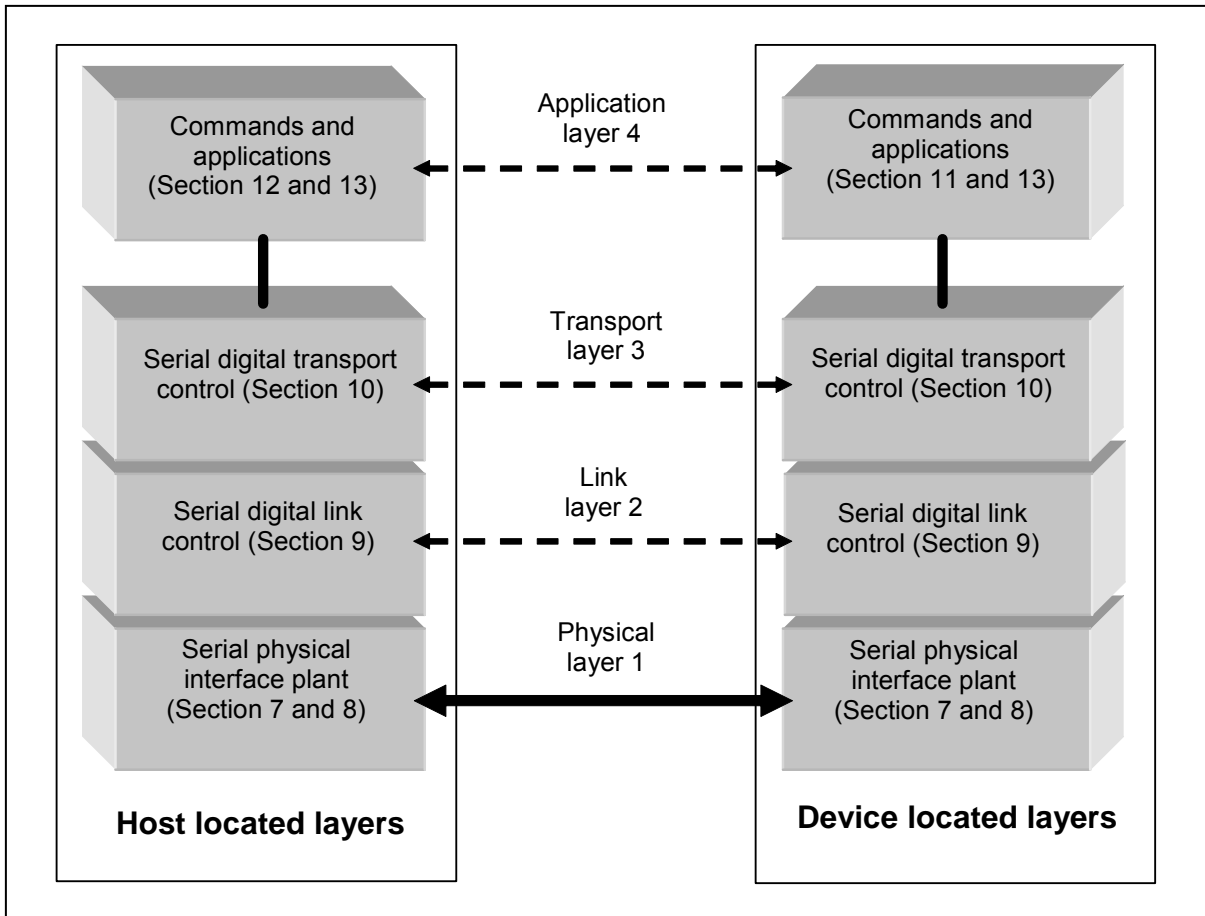 Commands and
applications
(Section 12 and 13)
Application
layer 4
Commands and
applications
(Section 11 and 13)
Serial digital transport
control (Section 10)
Transport
layer 3
Serial digital transport
control (Section 10)
Serial digital link
control (Section 9)
Link
layer 2
Serial digital link
control (Section 9)
Serial physical
interface plant
(Section 7 and 8)
Physical
layer 1
Serial physical
interface plant
(Section 7 and 8)
Host located layers
Device located layers